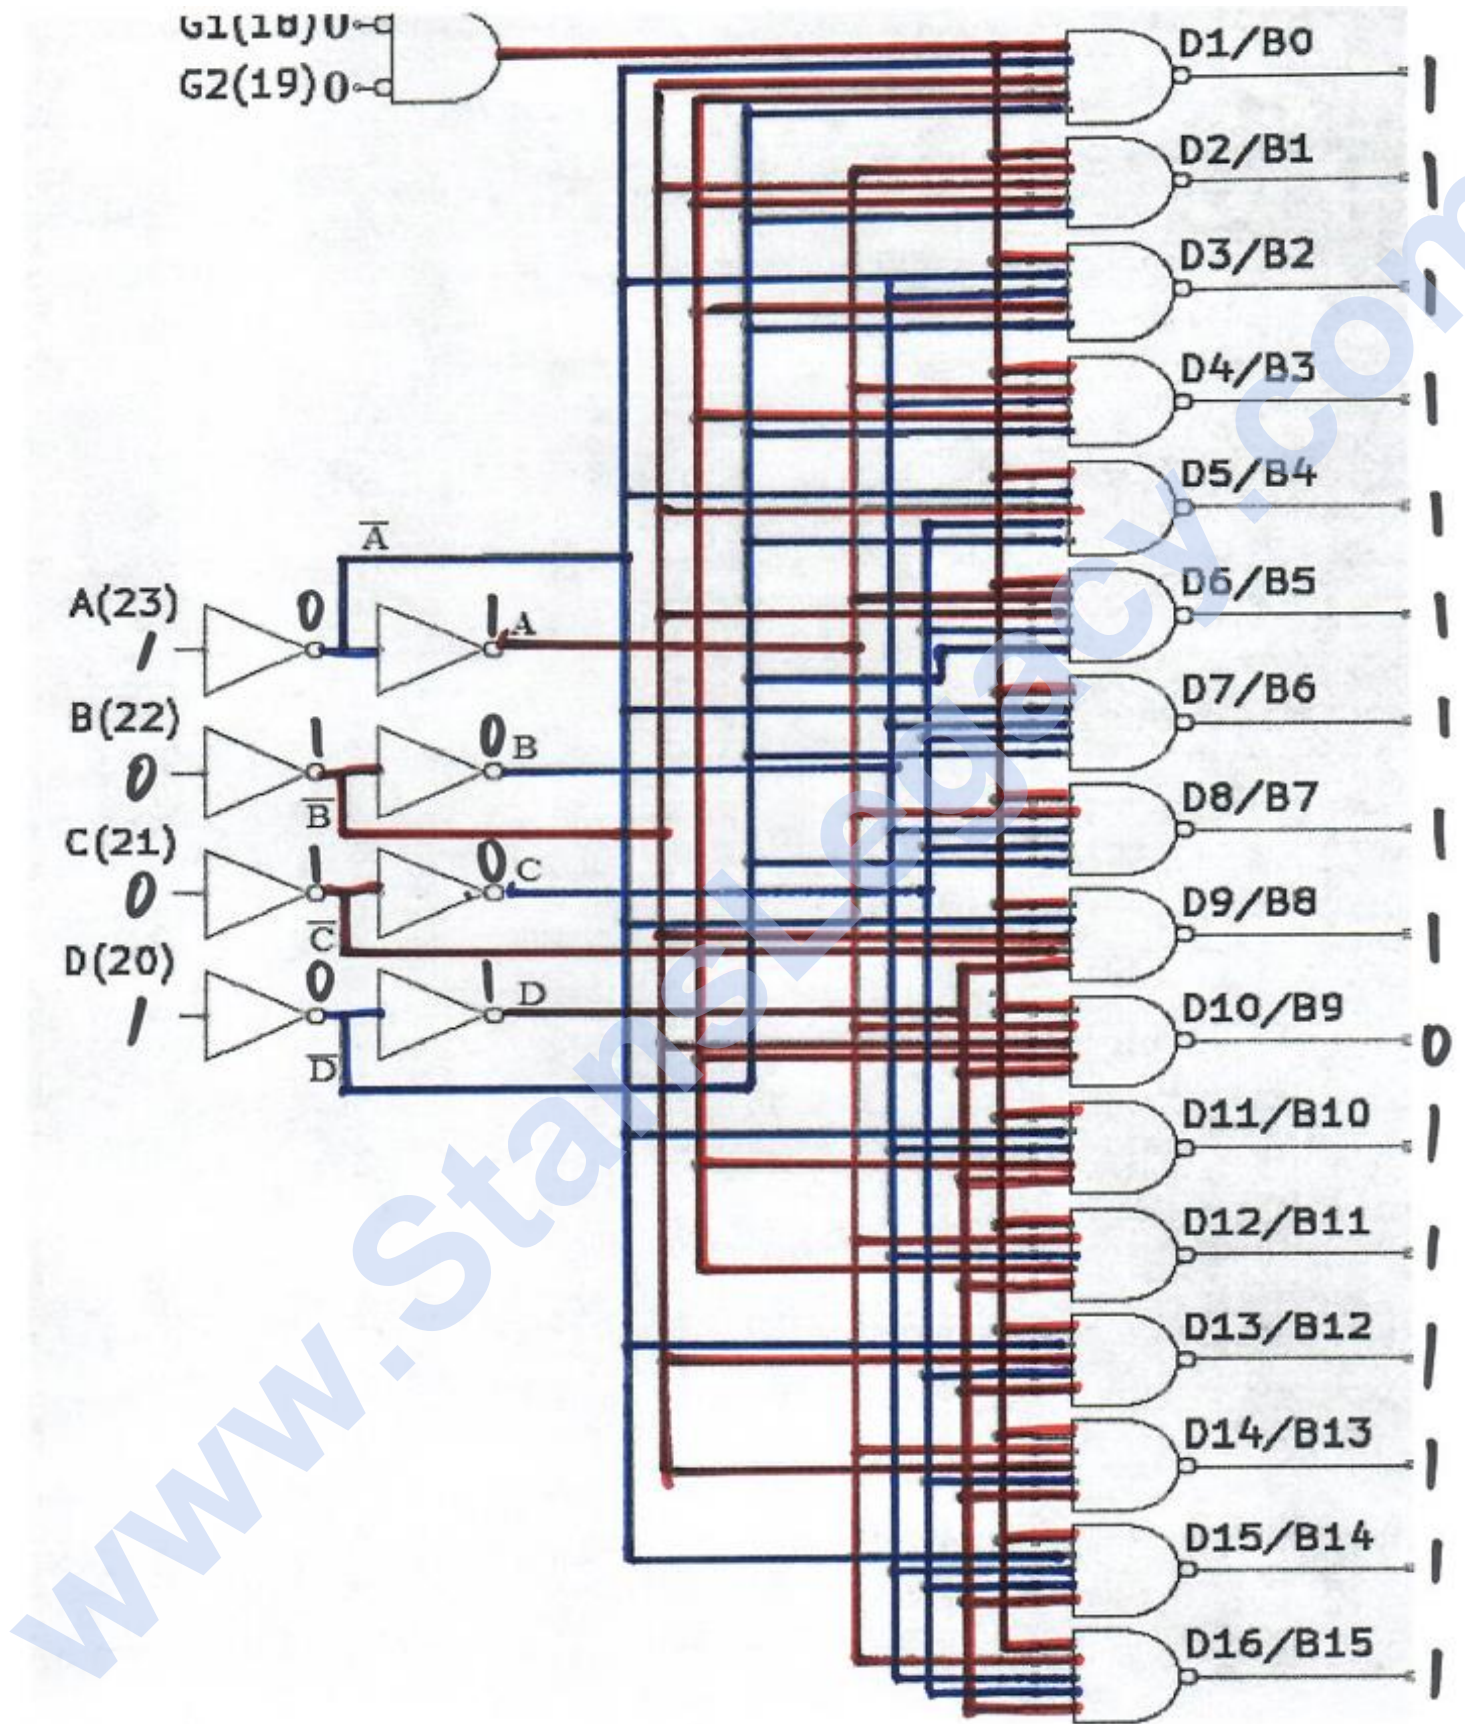 G1(18)0
G2(19)0
D1/B0 1
D2/B1 1
D3/B2 1
D4/B3 1
D5/B4 1
A
A(23) 0 1 A D6/B5 1
1
B(22) 1 0 B D7/B6 1
0
B
C(21) 1 0 C D8/B7 1
0
C D9/B8 1
D(20) 0 1 D
1 D10/B9 0
D
D11/B10 1
D12/B11 1
D13/B12 1
D14/B13 1
D15/B14 1
D16/B15 1
www.StansLegacy.com